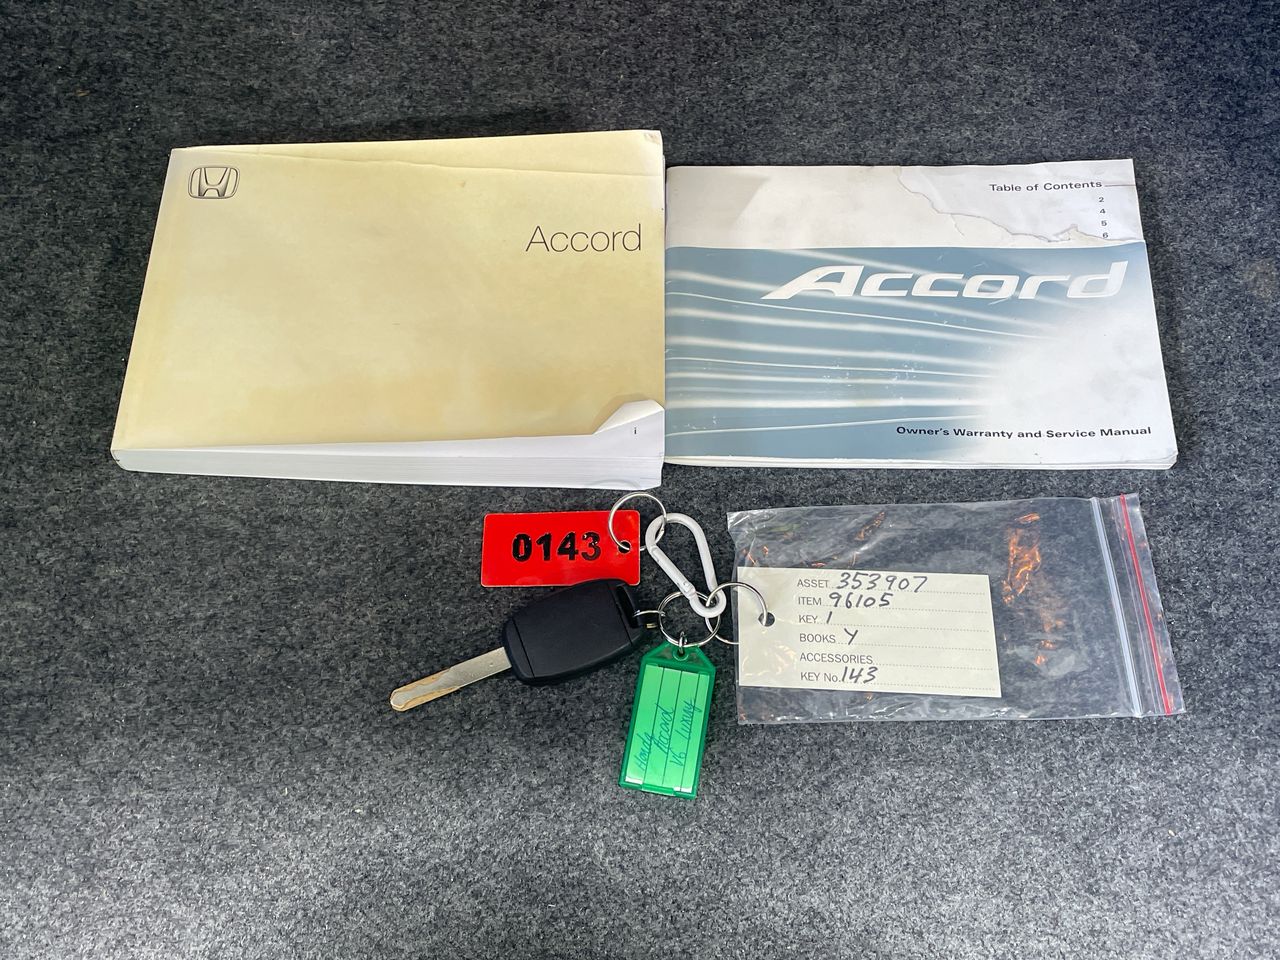 Accord
i
Table of Contents
2
4
5
6
Accord
Owner's Warranty and Service Manual
0143
ASSET 353907
ITEM 96105
KEY 1
BOOKS Y
ACCESSORIES
KEY No. 143
Honda
Accord
V6 Luxury